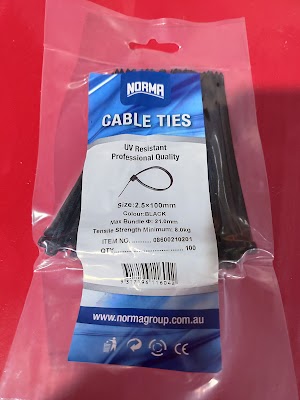 NORMA
CABLE TIES
UV Resistant
Professional Quality
Size: 2.5×100mm
Colour:BLACK
Max Bundle Φ: 21.0mm
Tensile Strength Minimum: 8.0kg
ITEM NO. .......... 08600210201
QTY............................. 100
www.normagroup.com.au